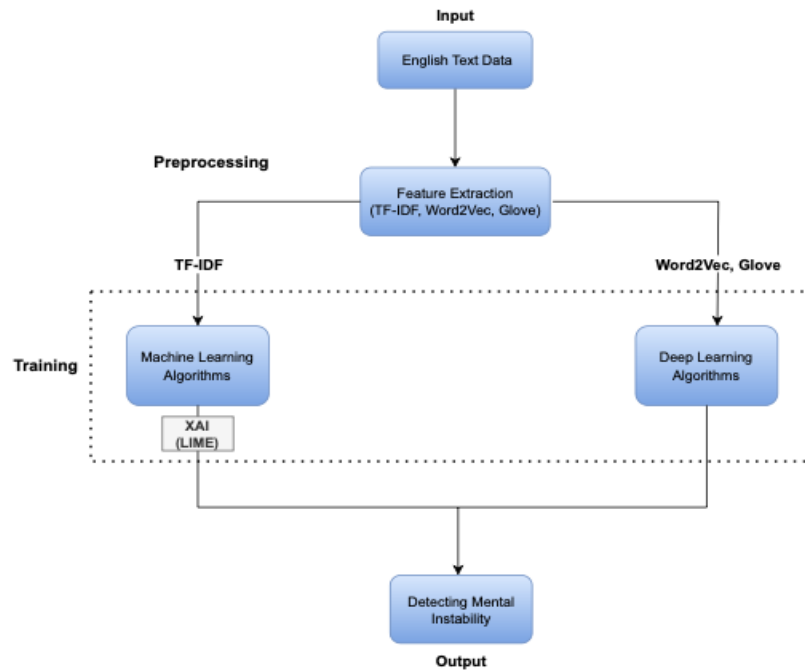 Input
English Text Data
Preprocessing
Feature Extraction
(TF-IDF, Word2Vec, Glove)
TF-IDF
Word2Vec, Glove
Training
Machine Learning
Algorithms
Deep Learning
Algorithms
XAI
(LIME)
Detecting Mental
Instability
Output